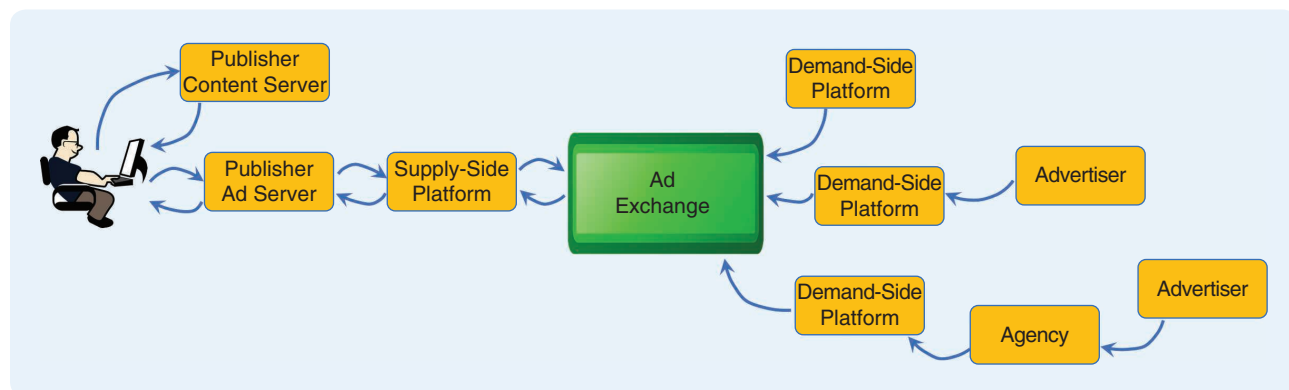 Publisher
Content Server
Publisher
Ad Server
Supply-Side
Platform
Ad
Exchange
Demand-Side
Platform
Demand-Side
Platform
Advertiser
Demand-Side
Platform
Agency
Advertiser